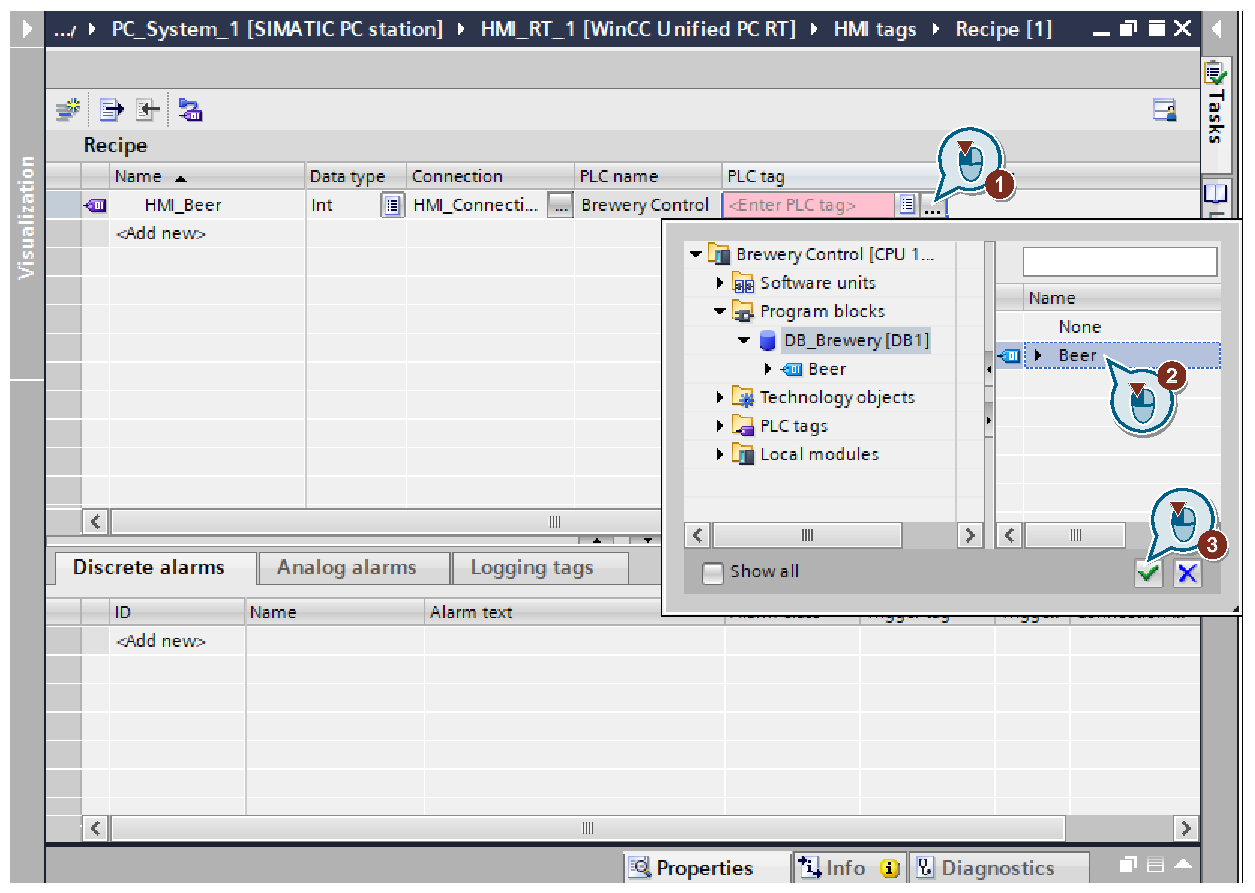 .../ PC_System_1 [SIMATIC PC station] HMI_RT_1 [WinCC Unified PC RT] HMI tags Recipe [1]
Tasks
Visualization
Recipe
Name Data type Connection PLC name PLC tag
1
HMI_Beer Int HMI_Connecti... ... Brewery Control <Enter PLC tag> ...
<Add new>
Brewery Control [CPU 1...
Software units
Program blocks
DB_Brewery [DB1]
Beer
Technology objects
PLC tags
Local modules
Name
None
Beer
2
3
Show all
Discrete alarms Analog alarms Logging tags
ID Name Alarm text
<Add new>
Properties Info Diagnostics